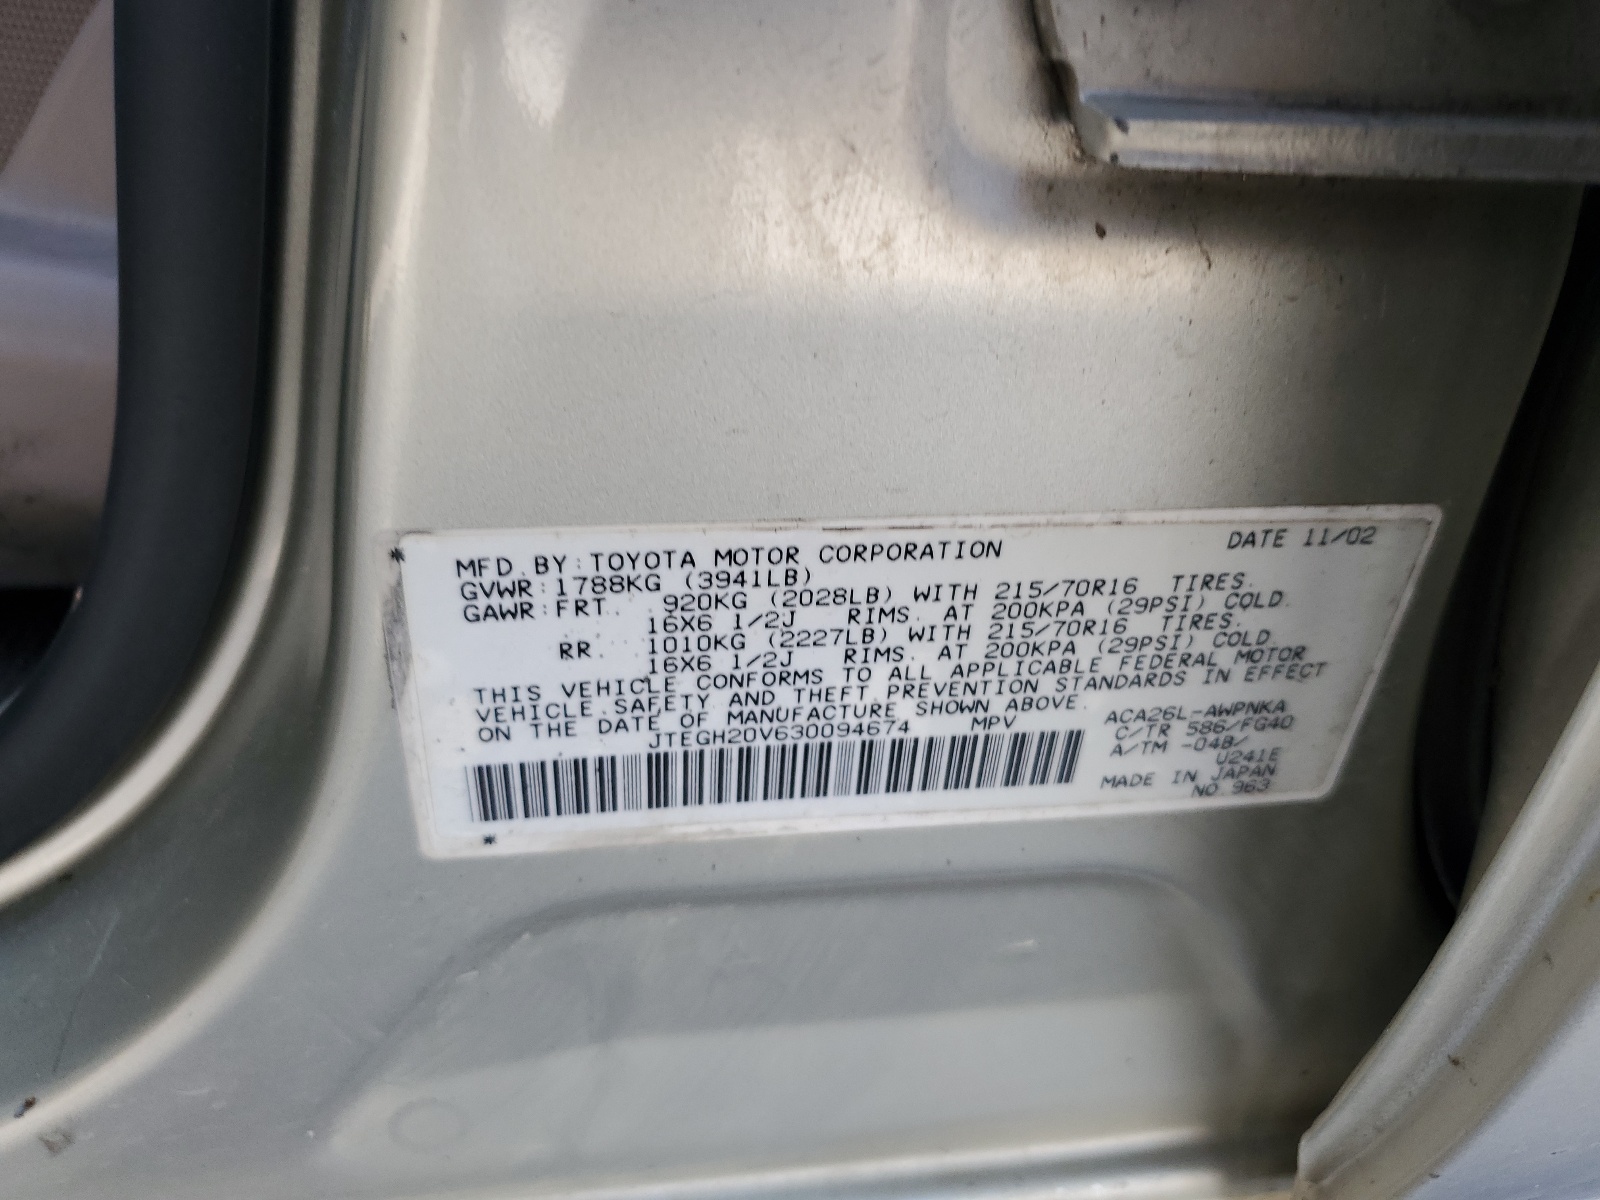 * MFD. BY: TOYOTA MOTOR CORPORATION DATE 11/02
GVWR: 1788KG (3941LB)
GAWR: FRT. 920KG (2028LB) WITH 215/70R16 TIRES.
16X6 1/2J RIMS. AT 200KPA (29PSI) COLD.
RR. 1010KG (2227LB) WITH 215/70R16 TIRES.
16X6 1/2J RIMS. AT 200KPA (29PSI) COLD.
THIS VEHICLE CONFORMS TO ALL APPLICABLE FEDERAL MOTOR
VEHICLE SAFETY AND THEFT PREVENTION STANDARDS IN EFFECT
ON THE DATE OF MANUFACTURE SHOWN ABOVE.
JTEGH20V630094674 MPV
ACA26L-AWPNKA
C/TR 586/FG40
A/TM -04B/
U241E
MADE IN JAPAN
NO. 963
*